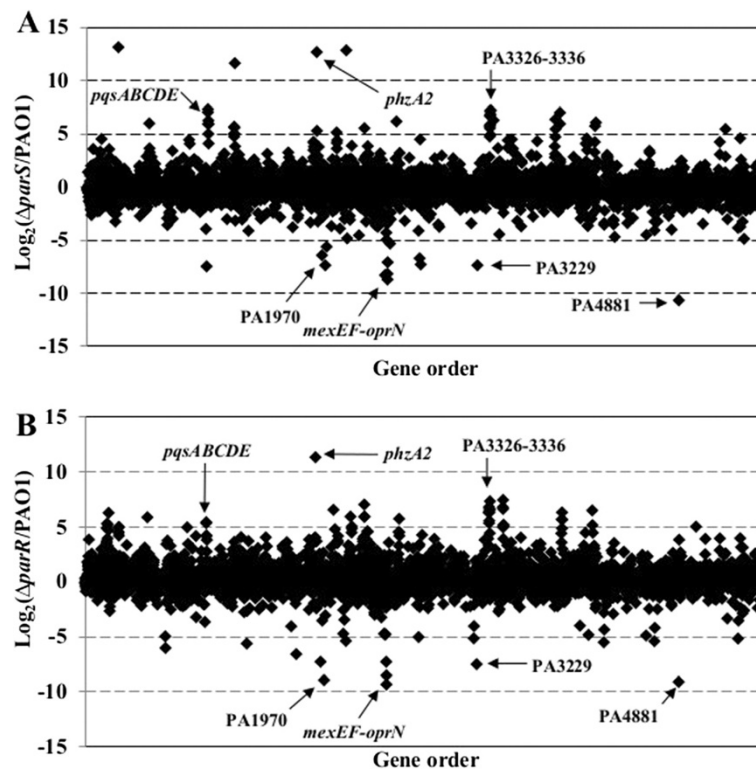 A
15
10
5
0
-5
-10
-15
Log₂(ΔparS/PAO1)
pqsABCDE
phzA2
PA3326-3336
PA1970
mexEF-oprN
PA3229
PA4881
Gene order
B
15
10
5
0
-5
-10
-15
Log₂(ΔparR/PAO1)
pqsABCDE
phzA2
PA3326-3336
PA1970
mexEF-oprN
PA3229
PA4881
Gene order